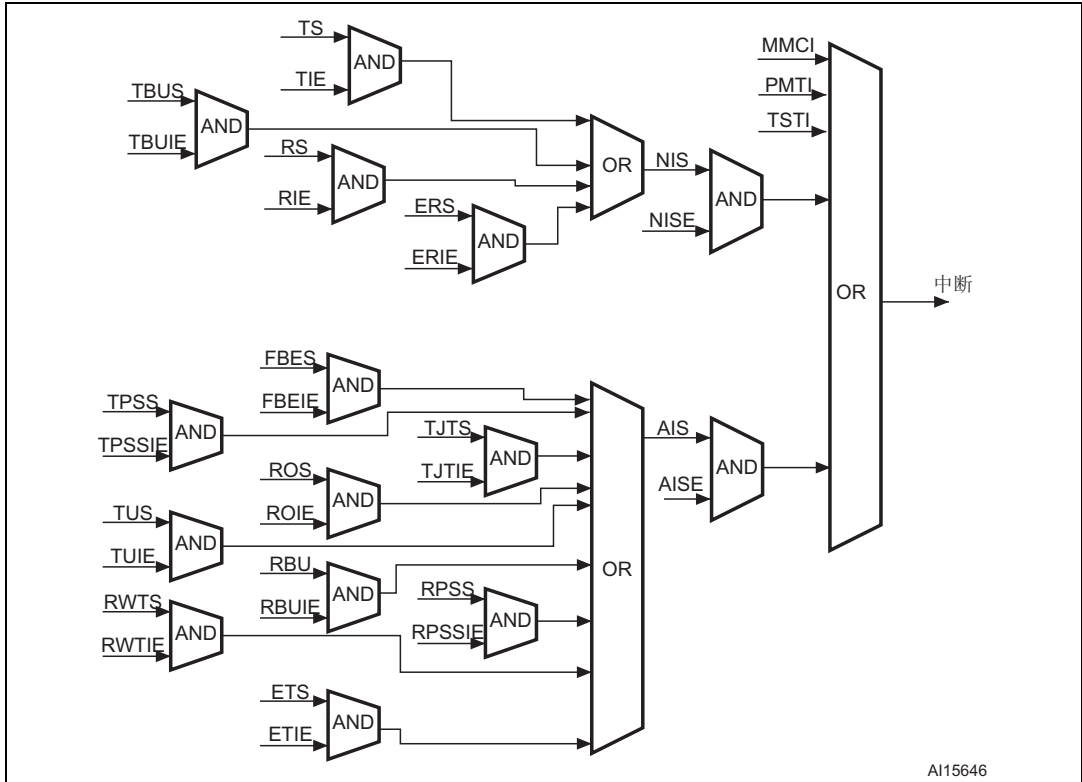 TS
TIE
AND
TBUS
TBUIE
AND
RS
RIE
AND
ERS
ERIE
AND
OR
NIS
NISE
AND
MMCI
PMTI
TSTI
OR
中断
FBES
FBEIE
AND
TPSS
TPSSIE
AND
TJTS
TJTIE
AND
ROS
ROIE
AND
TUS
TUIE
AND
RBU
RBUIE
AND
RPSS
RPSSIE
AND
RWTS
RWTIE
AND
ETS
ETIE
AND
OR
AIS
AISE
AND
AI15646